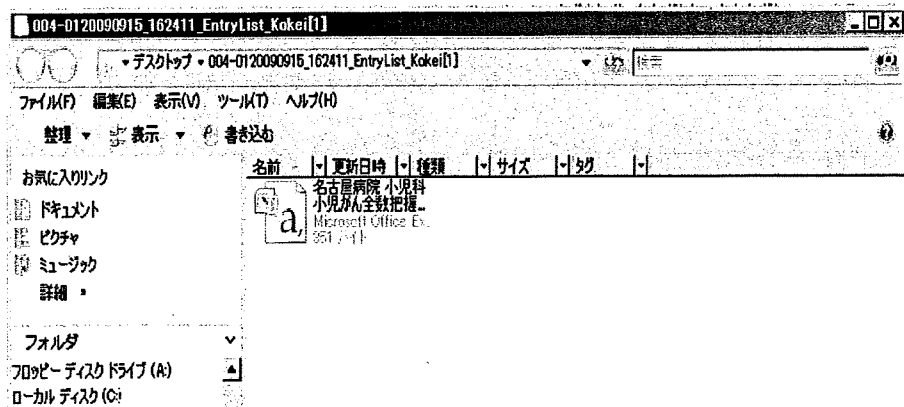 004-0120090915_162411_EntryList_Kokei[1]
デスクトップ 004-0120090915_162411_EntryList_Kokei[1] 検索
ファイル(F) 編集(E) 表示(V) ツール(T) ヘルプ(H)
整理 表示 書き込む
お気に入りリンク
ドキュメント
ピクチャ
ミュージック
詳細
フォルダ
フロッピー ディスク ドライブ (A:)
ローカル ディスク (C:
名前 更新日時 種類 サイズ タグ
名古屋病院 小児科
小児がん全数把握...
Microsoft Office Ex...
351 バイト